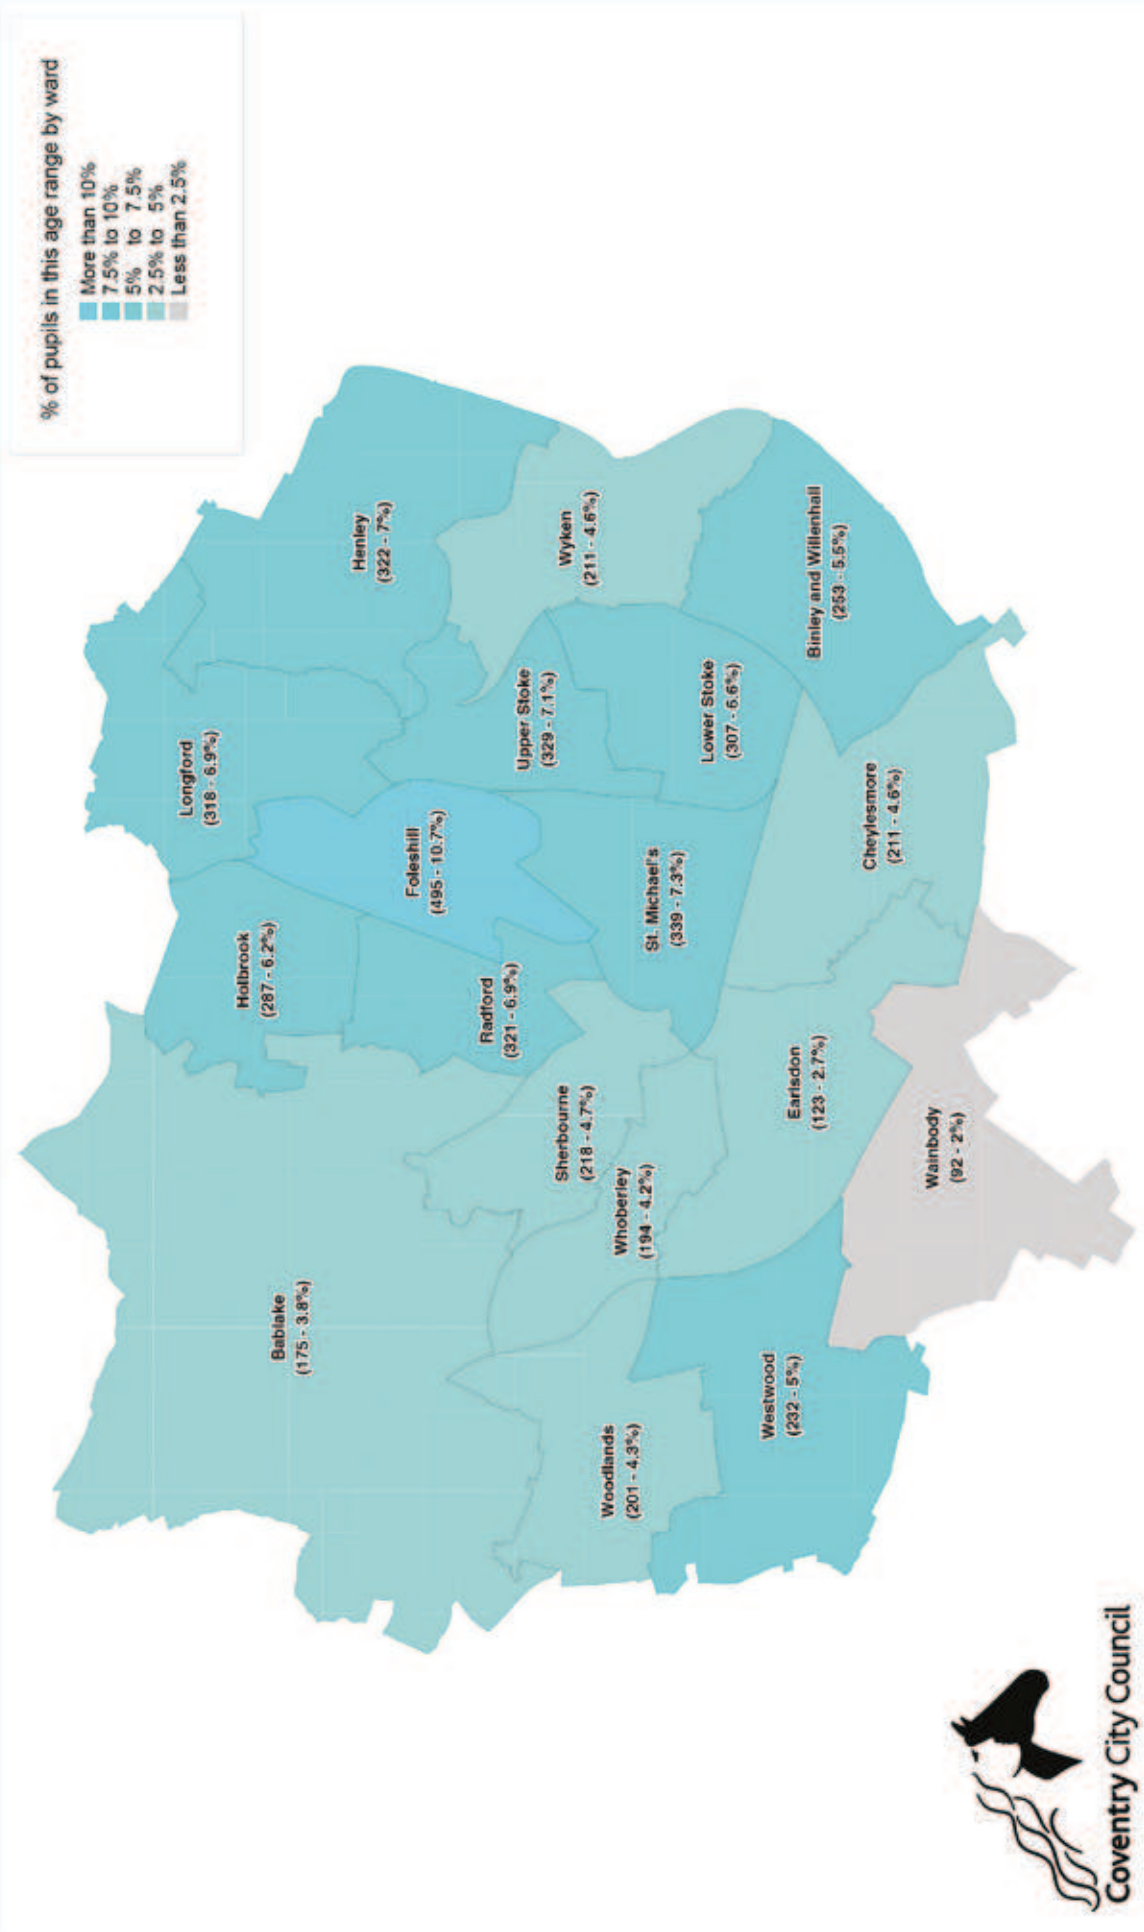 % of pupils in this age range by ward
More than 10%
7.5% to 10%
5% to 7.5%
2.5% to 5%
Less than 2.5%
Longford
(318 - 6.9%)
Holbrook
(287 - 6.2%)
Henley
(322 - 7%)
Bablake
(175 - 3.8%)
Foleshill
(495 - 10.7%)
Radford
(321 - 6.9%)
Upper Stoke
(329 - 7.1%)
Wyken
(211 - 4.6%)
Sherbourne
(218 - 4.7%)
Whoberley
(194 - 4.2%)
Woodlands
(201 - 4.3%)
St. Michael's
(339 - 7.3%)
Lower Stoke
(307 - 6.6%)
Binley and Willenhall
(253 - 5.5%)
Westwood
(232 - 5%)
Earlsdon
(123 - 2.7%)
Cheylesmore
(211 - 4.6%)
Wainbody
(92 - 2%)
Coventry City Council